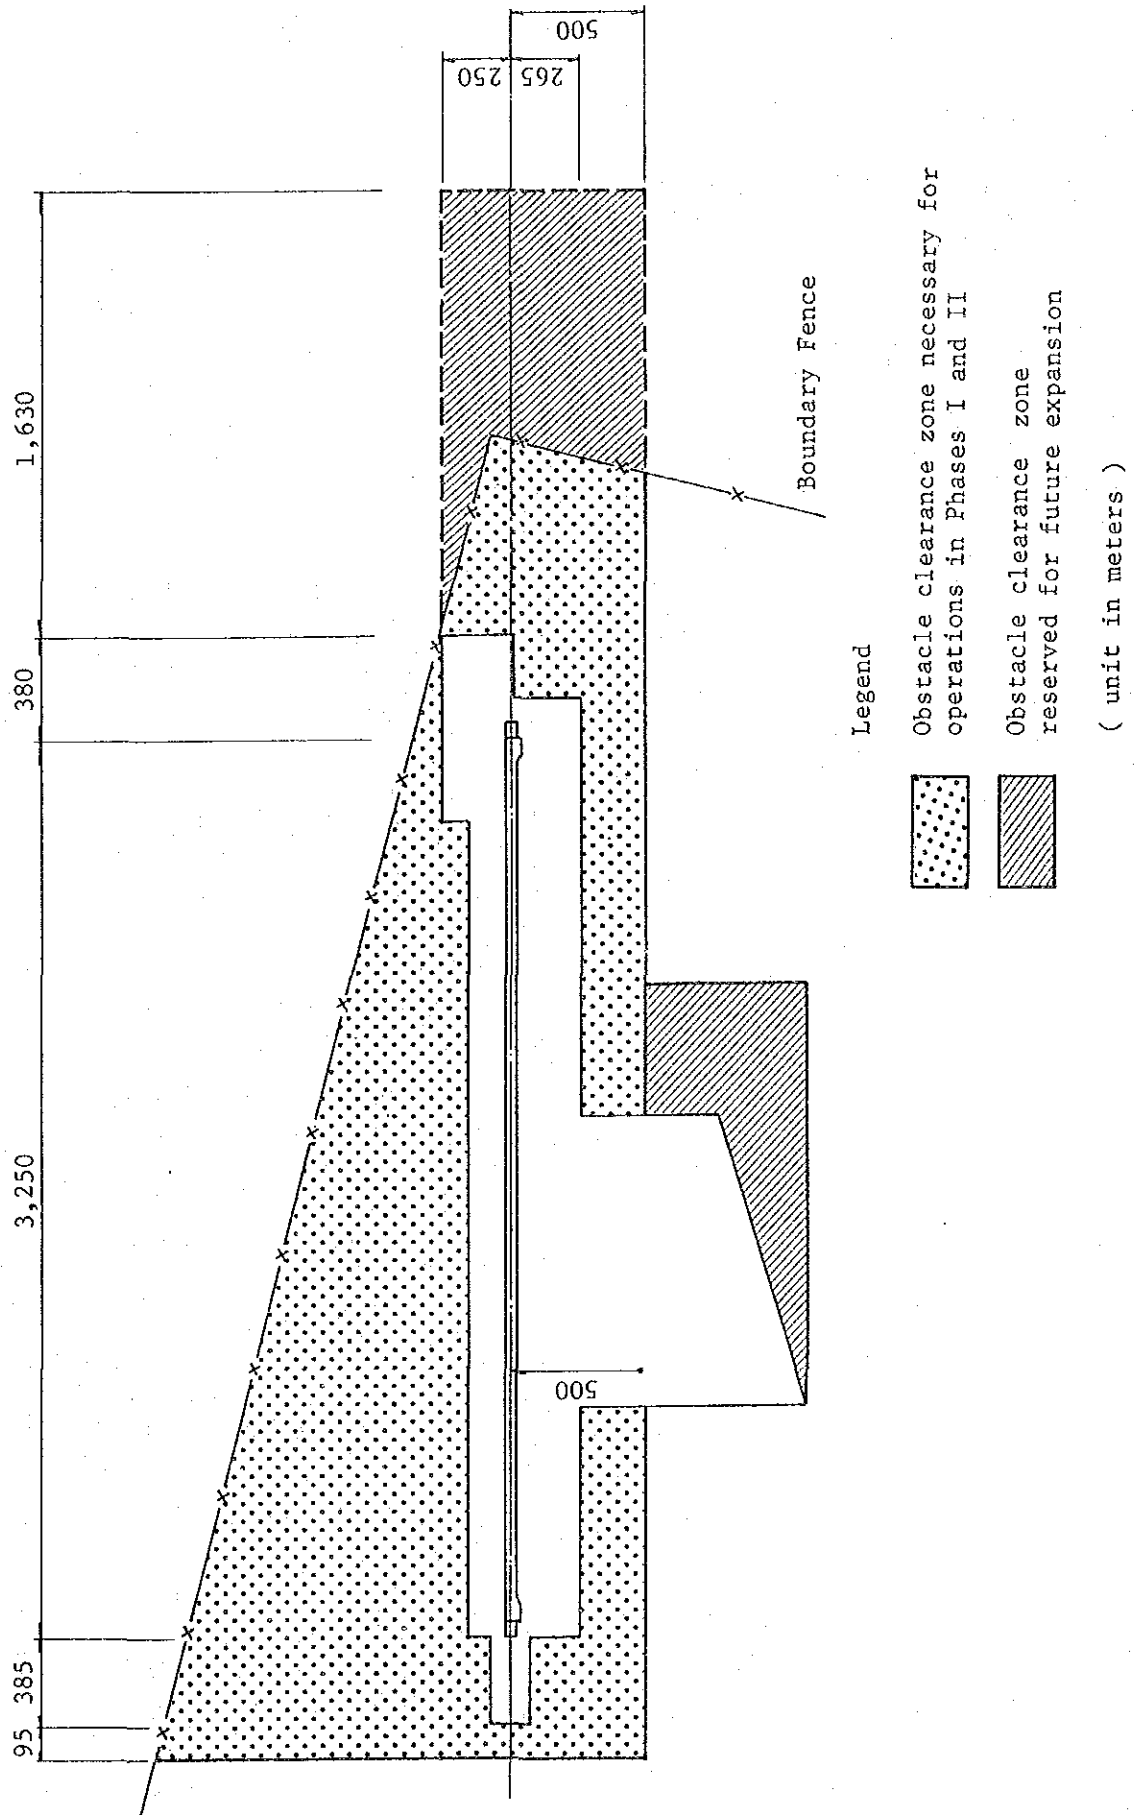 95
385
3,250
380
1,630
250
265
500
500
Boundary Fence
Legend
Obstacle clearance zone necessary for
operations in Phases I and II
Obstacle clearance zone
reserved for future expansion
( unit in meters )